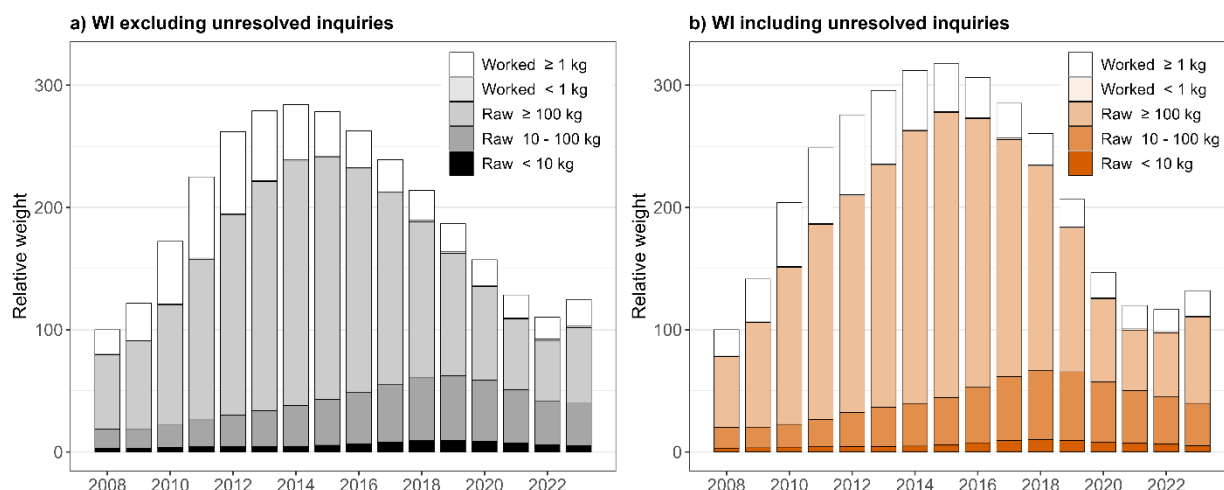 a) WI excluding unresolved inquiries
Relative weight
300
200
100
0
Worked ≥ 1 kg
Worked < 1 kg
Raw ≥ 100 kg
Raw 10 - 100 kg
Raw < 10 kg
2008 2010 2012 2014 2016 2018 2020 2022
b) WI including unresolved inquiries
Relative weight
300
200
100
0
Worked ≥ 1 kg
Worked < 1 kg
Raw ≥ 100 kg
Raw 10 - 100 kg
Raw < 10 kg
2008 2010 2012 2014 2016 2018 2020 2022